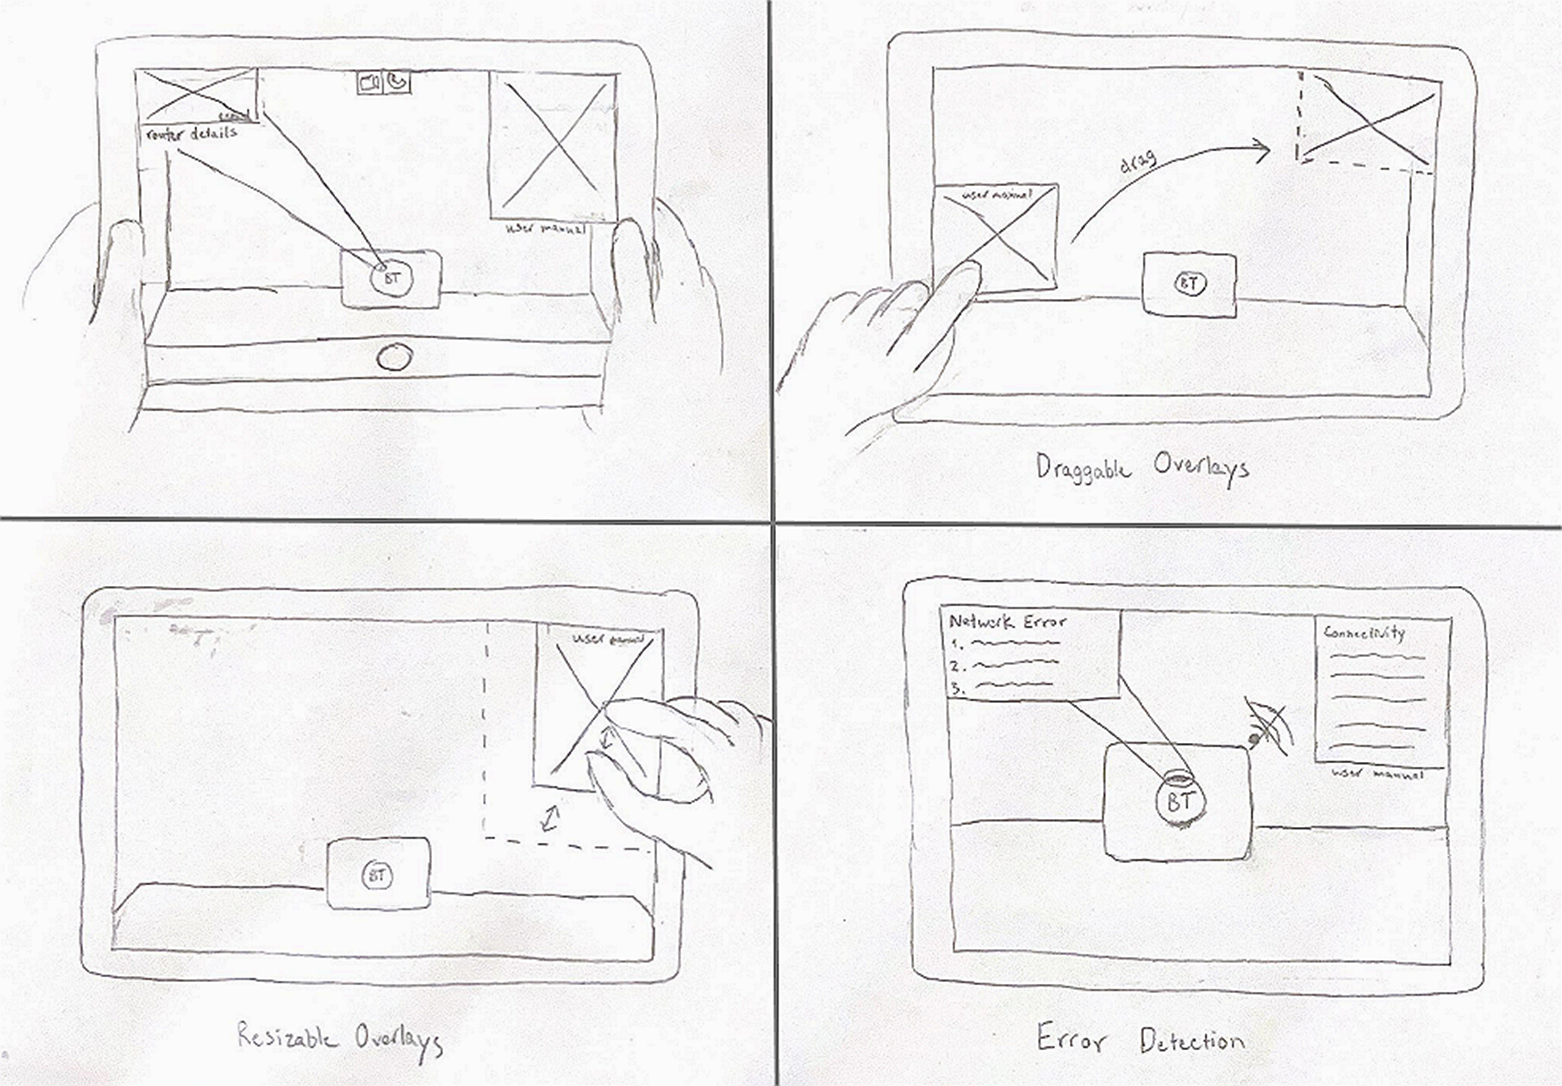 router details
user manual
BT
user manual
drag
BT
Draggable Overlays
user manual
BT
Resizable Overlays
Network Error
1.
2.
3.
Connectivity
user manual
BT
Error Detection